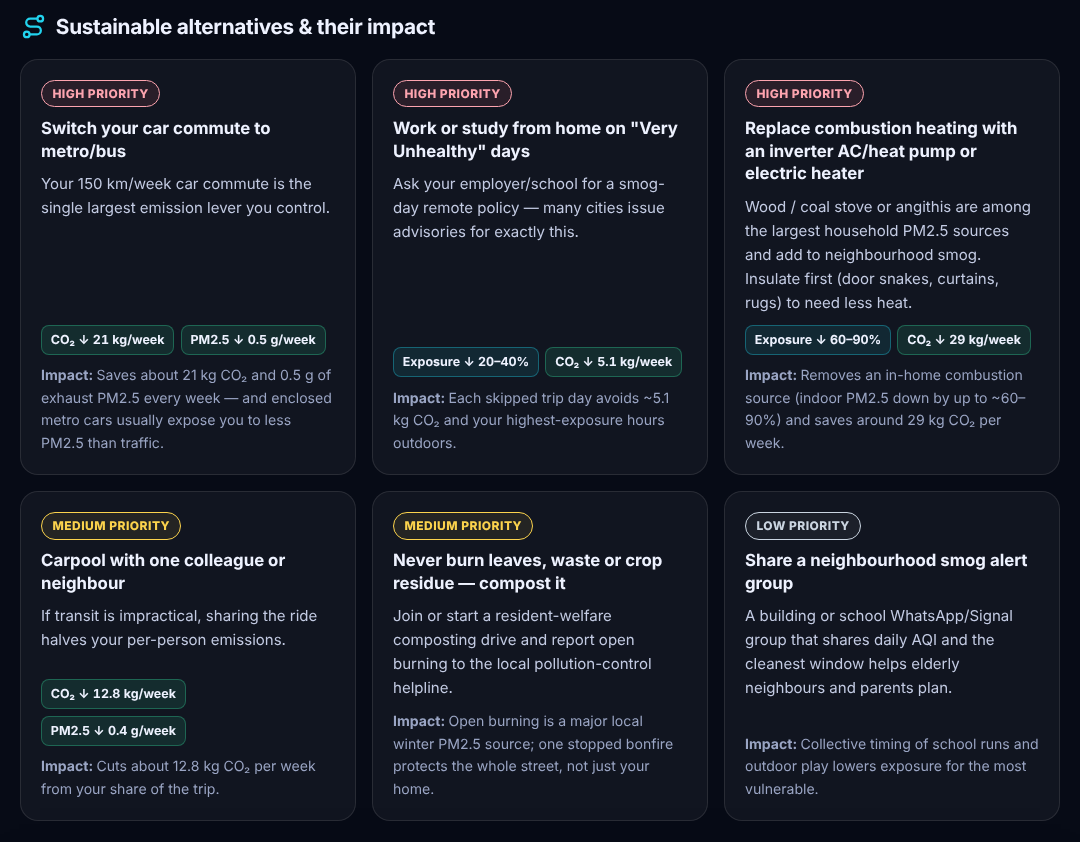 Sustainable alternatives & their impact
HIGH PRIORITY
Switch your car commute to
metro/bus
Your 150 km/week car commute is the
single largest emission lever you control.
CO₂ ↓ 21 kg/week
PM2.5 ↓ 0.5 g/week
Impact: Saves about 21 kg CO₂ and 0.5 g of
exhaust PM2.5 every week — and enclosed
metro cars usually expose you to less
PM2.5 than traffic.
HIGH PRIORITY
Work or study from home on "Very
Unhealthy" days
Ask your employer/school for a smog-
day remote policy — many cities issue
advisories for exactly this.
Exposure ↓ 20–40%
CO₂ ↓ 5.1 kg/week
Impact: Each skipped trip day avoids ~5.1
kg CO₂ and your highest-exposure hours
outdoors.
HIGH PRIORITY
Replace combustion heating with
an inverter AC/heat pump or
electric heater
Wood / coal stove or angithis are among
the largest household PM2.5 sources
and add to neighbourhood smog.
Insulate first (door snakes, curtains,
rugs) to need less heat.
Exposure ↓ 60–90%
CO₂ ↓ 29 kg/week
Impact: Removes an in-home combustion
source (indoor PM2.5 down by up to ~60–
90%) and saves around 29 kg CO₂ per
week.
MEDIUM PRIORITY
Carpool with one colleague or
neighbour
If transit is impractical, sharing the ride
halves your per-person emissions.
CO₂ ↓ 12.8 kg/week
PM2.5 ↓ 0.4 g/week
Impact: Cuts about 12.8 kg CO₂ per week
from your share of the trip.
MEDIUM PRIORITY
Never burn leaves, waste or crop
residue — compost it
Join or start a resident-welfare
composting drive and report open
burning to the local pollution-control
helpline.
Impact: Open burning is a major local
winter PM2.5 source; one stopped bonfire
protects the whole street, not just your
home.
LOW PRIORITY
Share a neighbourhood smog alert
group
A building or school WhatsApp/Signal
group that shares daily AQI and the
cleanest window helps elderly
neighbours and parents plan.
Impact: Collective timing of school runs and
outdoor play lowers exposure for the most
vulnerable.